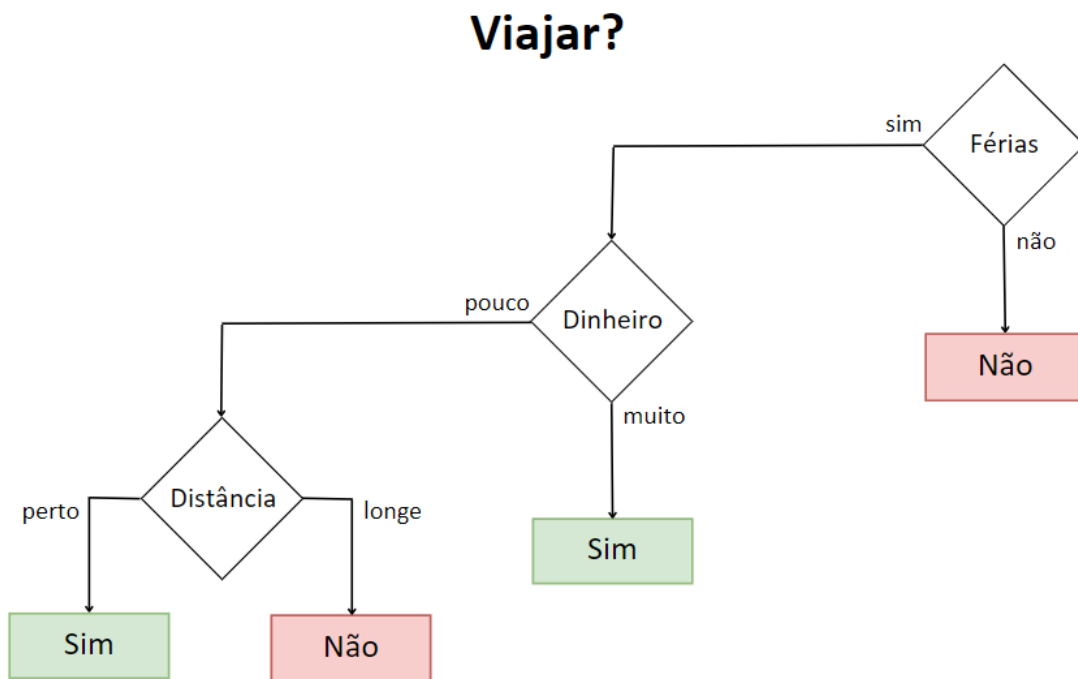 Viajar?
sim
Férias
não
pouco
Dinheiro
Não
muito
perto
Distância
longe
Sim
Sim
Não